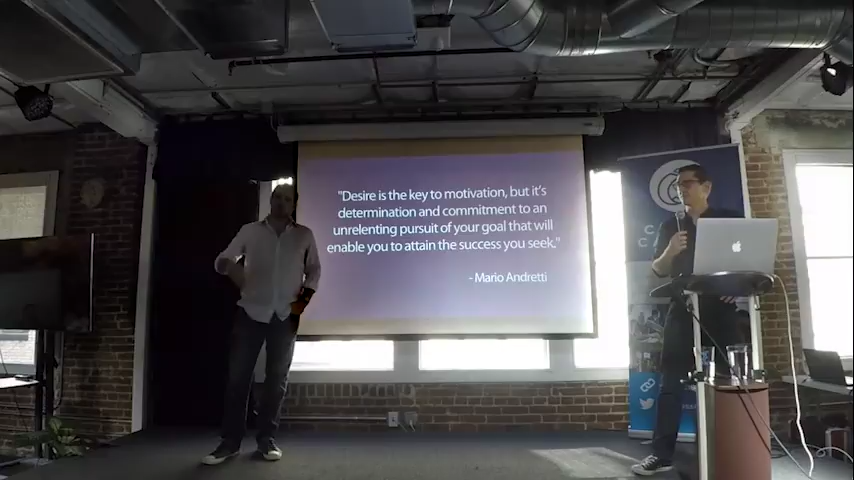 "Desire is the key to motivation, but it's
determination and commitment to an
unrelenting pursuit of your goal that will
enable you to attain the success you seek."
- Mario Andretti